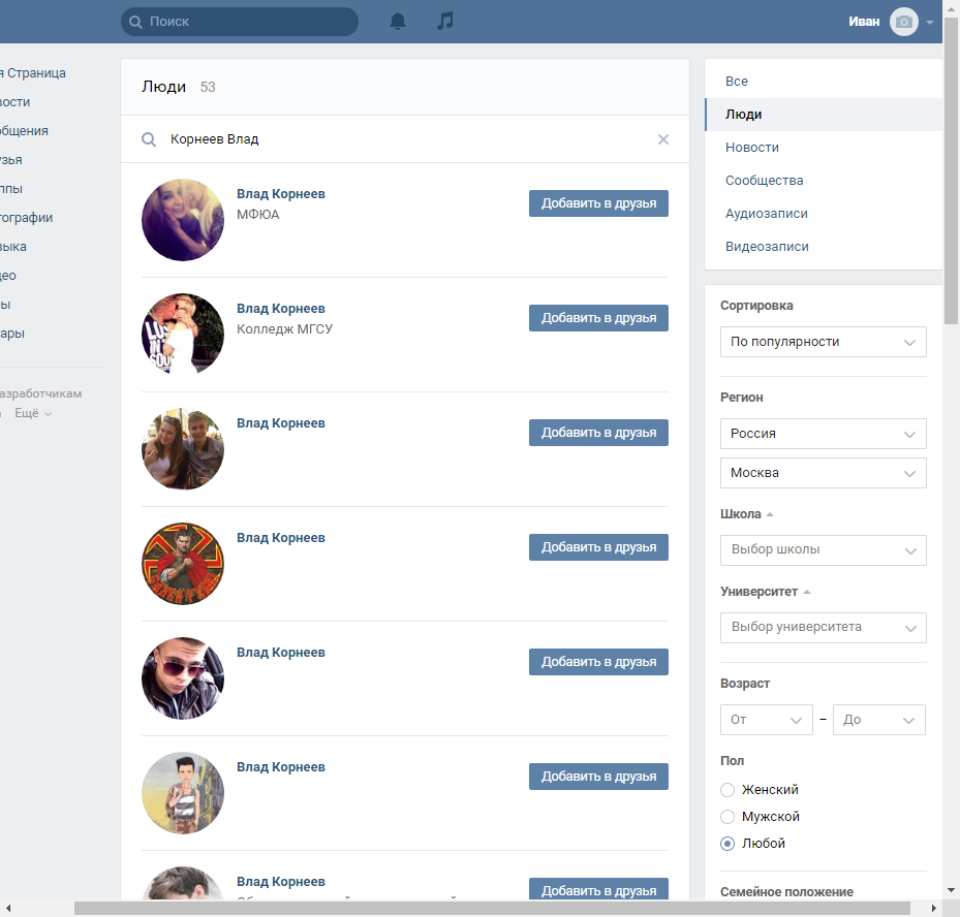 Поиск
Иван
я Страница
вости
общения
узья
ппы
тографии
зыка
део
ы
ары
азработчикам
Ещё
Люди 53
Корнеев Влад
Влад Корнеев
МФЮА
Добавить в друзья
Влад Корнеев
Колледж МГСУ
Добавить в друзья
Влад Корнеев
Добавить в друзья
Влад Корнеев
Добавить в друзья
Влад Корнеев
Добавить в друзья
Влад Корнеев
Добавить в друзья
Влад Корнеев
Добавить в друзья
Все
Люди
Новости
Сообщества
Аудиозаписи
Видеозаписи
Сортировка
По популярности
Регион
Россия
Москва
Школа
Выбор школы
Университет
Выбор университета
Возраст
От – До
Пол
Женский
Мужской
Любой
Семейное положение